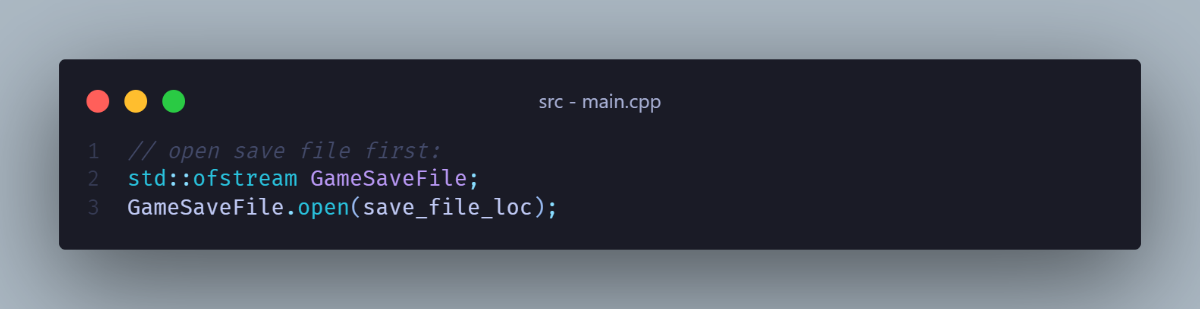 src - main.cpp
1 // open save file first:
2 std::ofstream GameSaveFile;
3 GameSaveFile.open(save_file_loc);